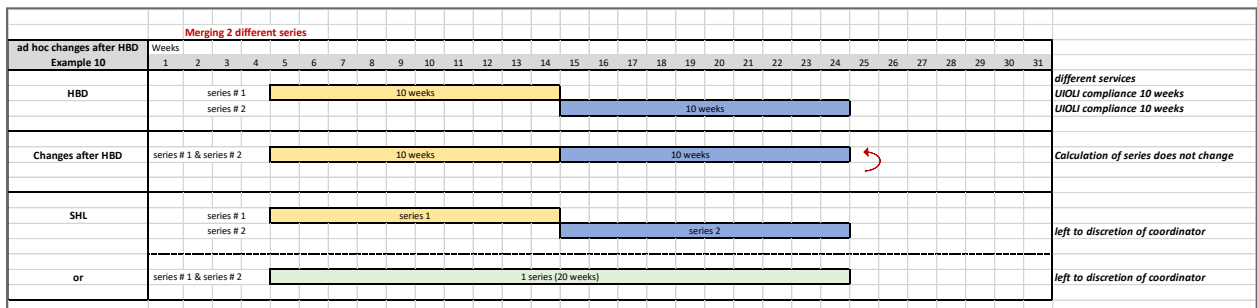 Merging 2 different series
ad hoc changes after HBD Weeks
Example 10 1 2 3 4 5 6 7 8 9 10 11 12 13 14 15 16 17 18 19 20 21 22 23 24 25 26 27 28 29 30 31
different services
HBD series # 1 10 weeks UIOLI compliance 10 weeks
series # 2 10 weeks UIOLI compliance 10 weeks
Changes after HBD series # 1 & series # 2 10 weeks 10 weeks Calculation of series does not change
SHL series # 1 series 1
series # 2 series 2 left to discretion of coordinator
or series # 1 & series # 2 1 series (20 weeks) left to discretion of coordinator